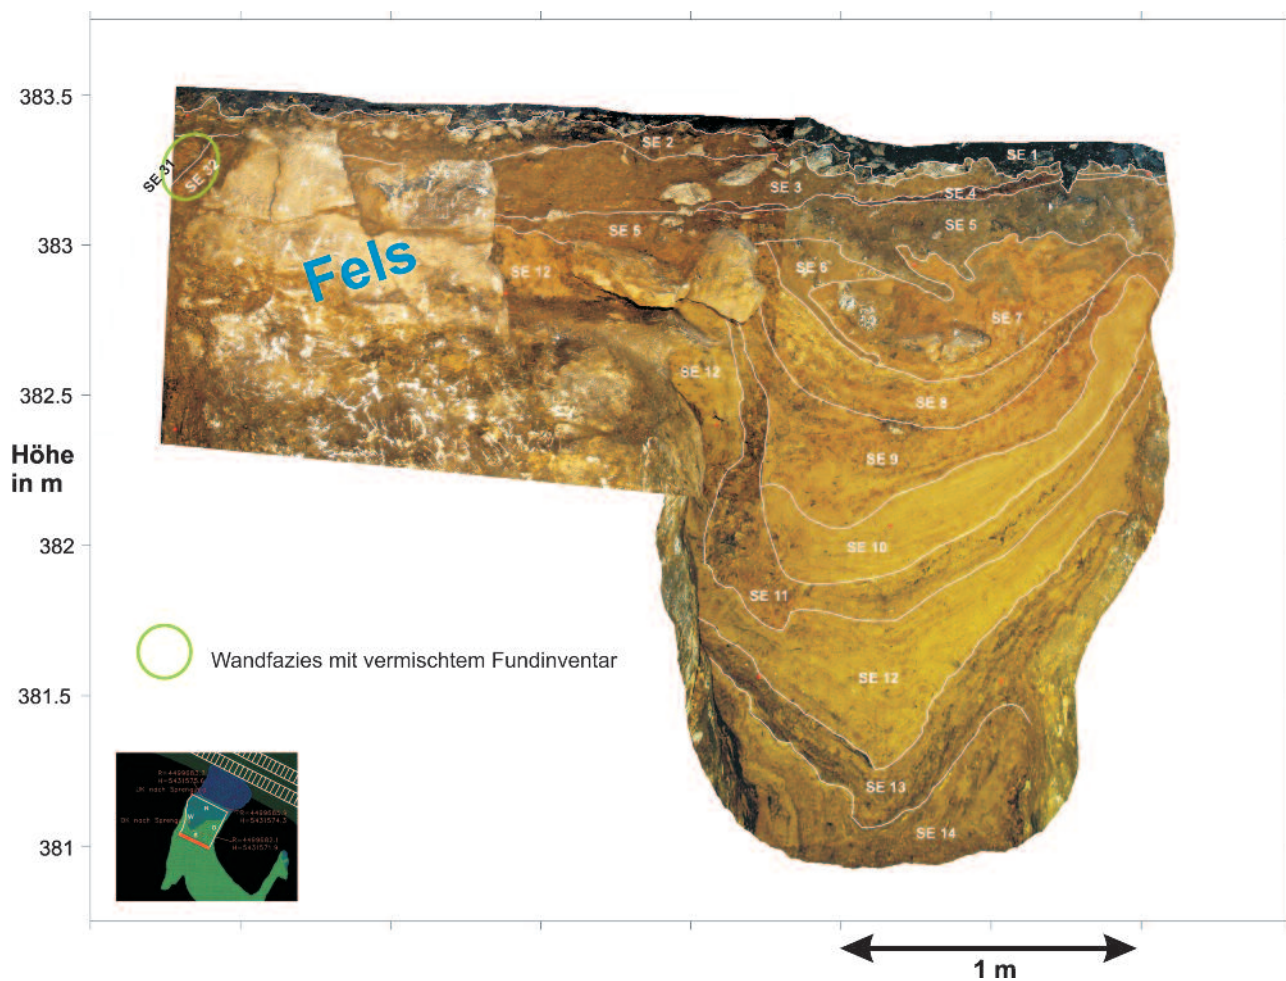 383.5
383
382.5
Höhe
in m
382
381.5
381
SE 31
SE 32
Fels
SE 2
SE 1
SE 3
SE 4
SE 5
SE 6
SE 12
SE 7
SE 12
SE 8
SE 9
SE 10
SE 11
SE 12
SE 13
SE 14
Wandfazies mit vermischtem Fundinventar
N
W
1 m